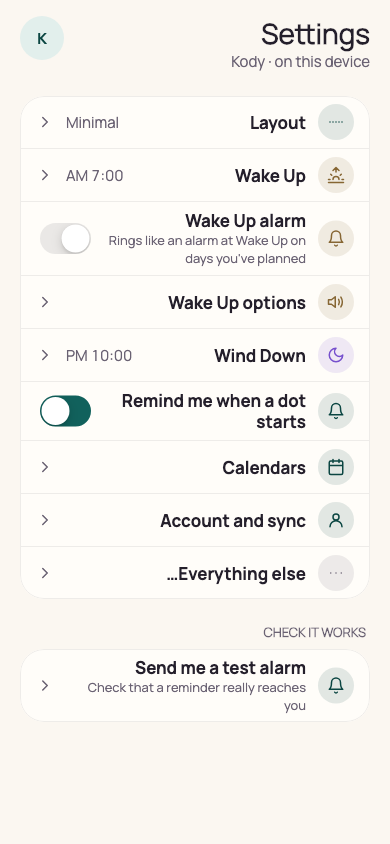 K
Settings
Kody · on this device
Layout
Minimal
Wake Up
AM 7:00
Wake Up alarm
Rings like an alarm at Wake Up on
days you've planned
Wake Up options
Wind Down
PM 10:00
Remind me when a dot
starts
Calendars
Account and sync
...Everything else
CHECK IT WORKS
Send me a test alarm
Check that a reminder really reaches
you